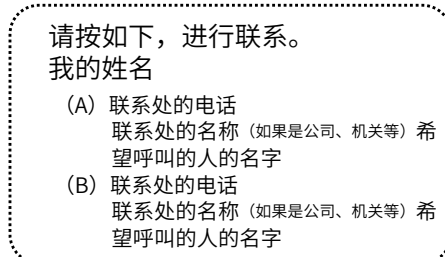 请按如下，进行联系。
我的姓名
（A）联系处的电话
联系处的名称（如果是公司、机关等）希
望呼叫的人的名字
（B）联系处的电话
联系处的名称（如果是公司、机关等）希
望呼叫的人的名字